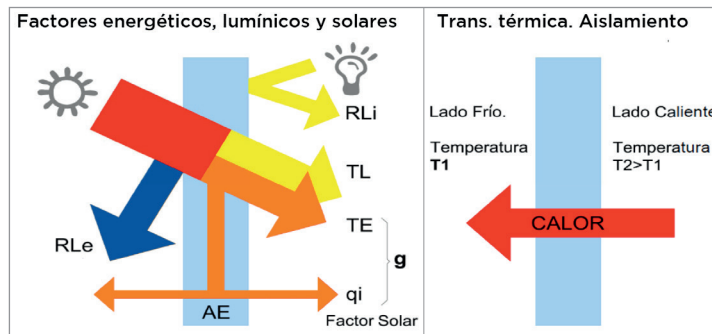 Factores energéticos, lumínicos y solares
RLi
TL
TE
RLe
g
qi
AE
Factor Solar
Trans. térmica. Aislamiento
Lado Frío.
Lado Caliente
Temperatura
T1
Temperatura
T2>T1
CALOR